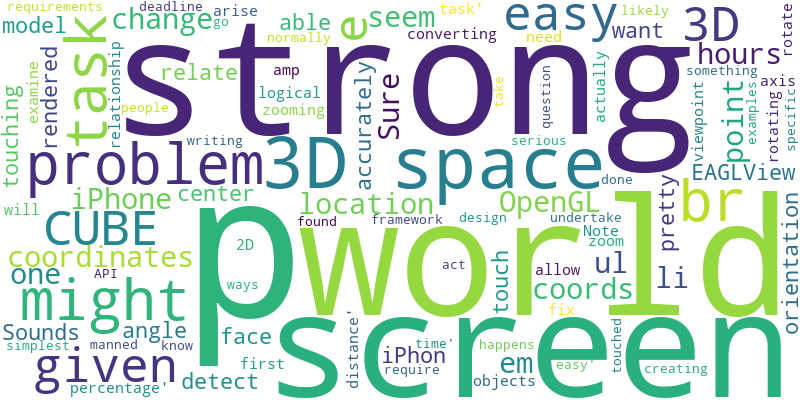 requirements
deadline
arise
go
task'
likely
model
change
able
seem
easy
want
3D
rotate
examine
rendered
task
relationship
relate
people
amp
logical
zooming
converting
normally
need
e
Sure
accurately
take
question
actually
hours
something
axis
viewpoint
examples
rotating
specific
touching
strong
writing
serious
done
point
problem
3D
space
pretty
EAGLView
will
iPhone
center
location
found
framework
OpenGL
design
undertake
Note
br
CUBE
coordinates
2D
API
ways
p
world
act
touch
allow
zoom
orientation
one
might
coords
ul
li
fix
Sounds
angle
face
distance'
iPhon
time'
happens
touched
simplest
manned
know
first
given
em
require
easy'
creating
percentage'
detect
screen
objects